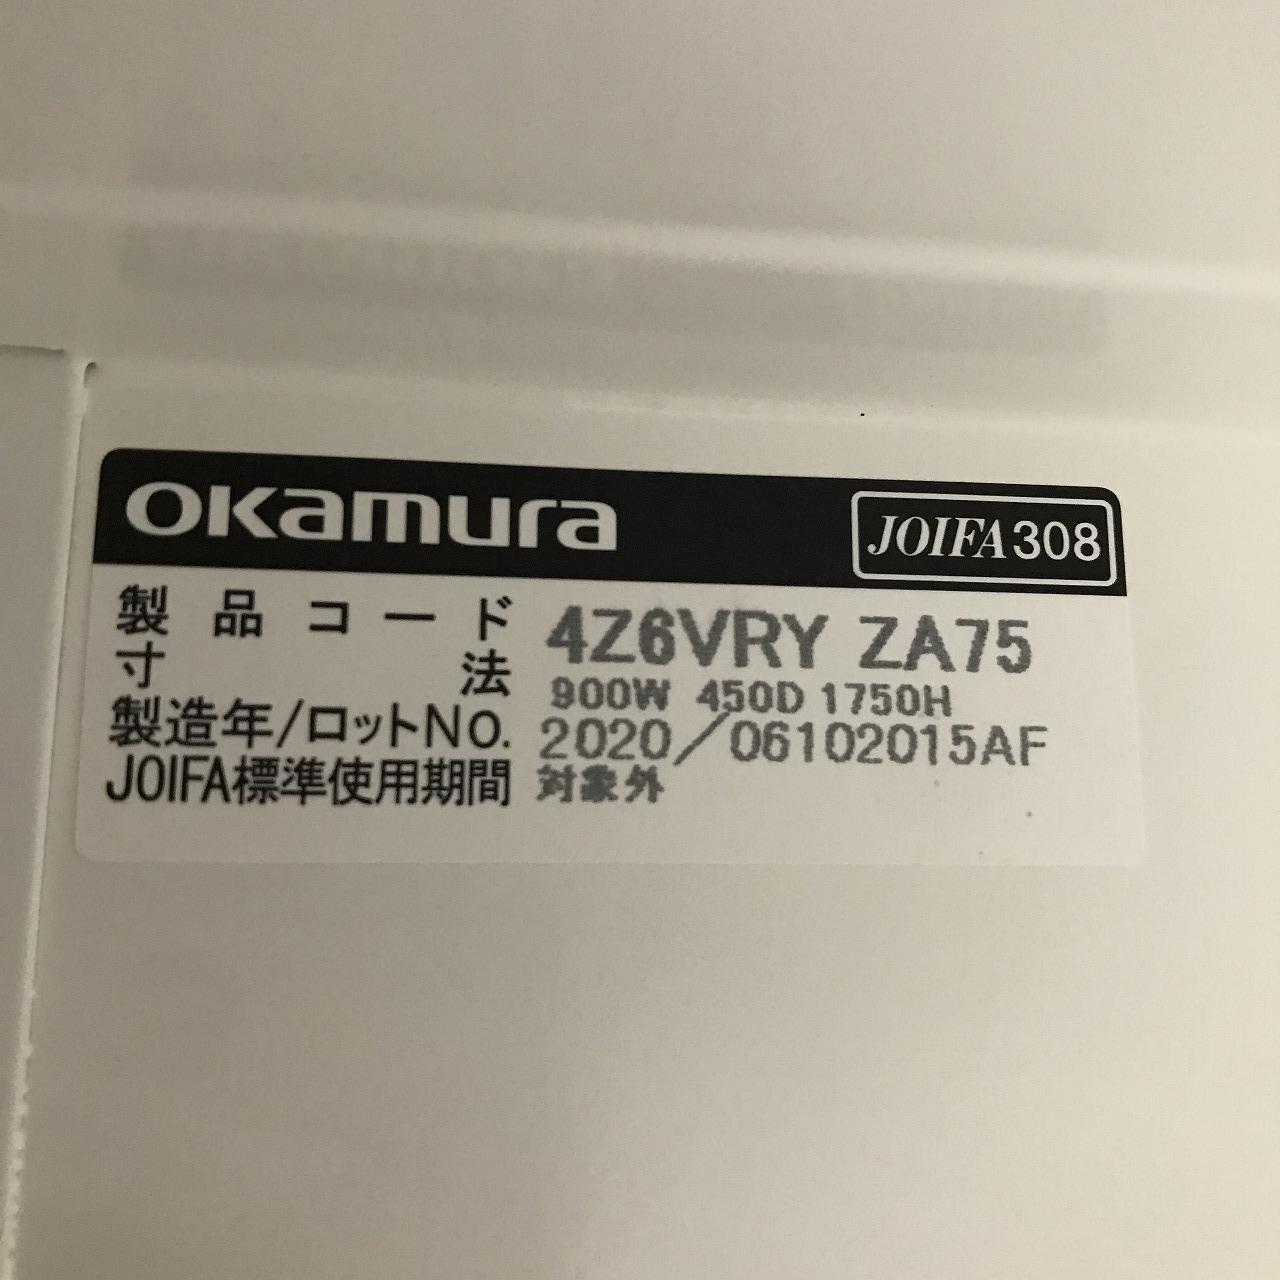 okamura JOIFA308
製品コード 4Z6VRY ZA75
寸法 900W 450D 1750H
製造年/ロットNo. 2020/06102015AF
JOIFA標準使用期間 対象外